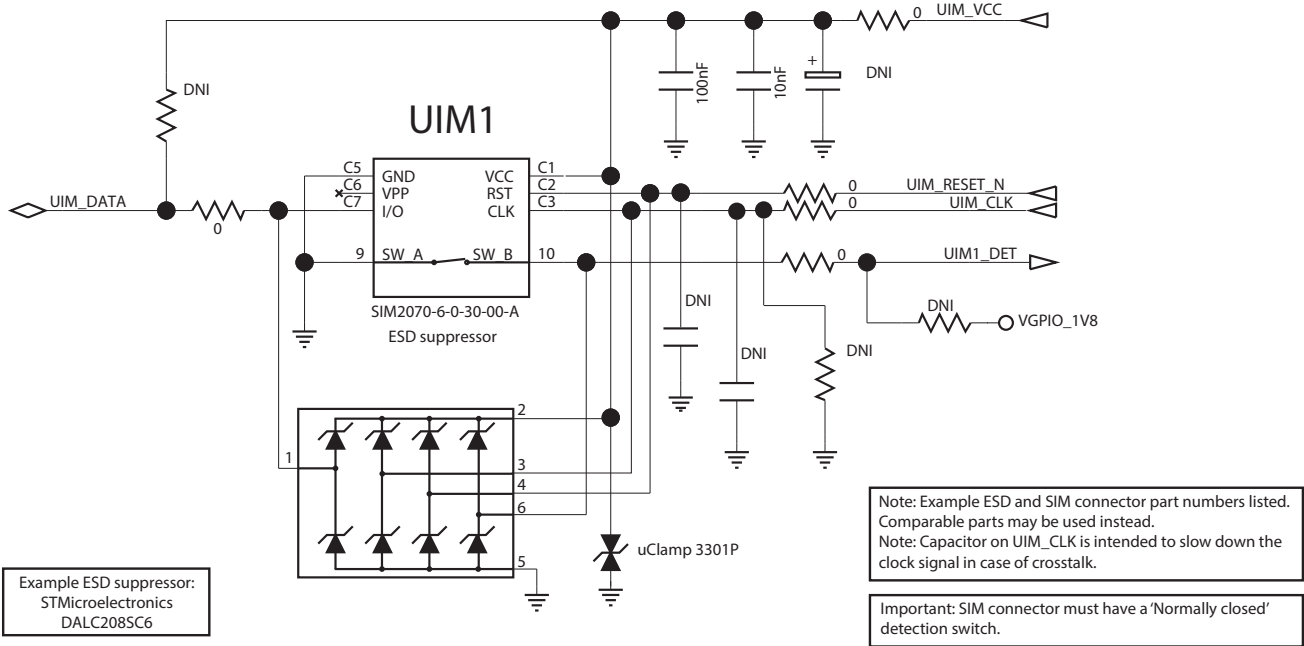 0
UIM_VCC
DNI
100nF
10nF
+
DNI
UIM1
C5
GND
VCC
C1
C6
VPP
RST
C2
C7
I/O
CLK
C3
UIM_DATA
0
0
UIM_RESET_N
0
UIM_CLK
9
SW_A
SW_B
10
0
UIM1_DET
SIM2070-6-0-30-00-A
ESD suppressor
DNI
DNI
VGPIO_1V8
DNI
DNI
2
1
3
4
6
5
uClamp 3301P
Note: Example ESD and SIM connector part numbers listed.
Comparable parts may be used instead.
Note: Capacitor on UIM_CLK is intended to slow down the
clock signal in case of crosstalk.
Example ESD suppressor:
STMicroelectronics
DALC208SC6
Important: SIM connector must have a ‘Normally closed’
detection switch.